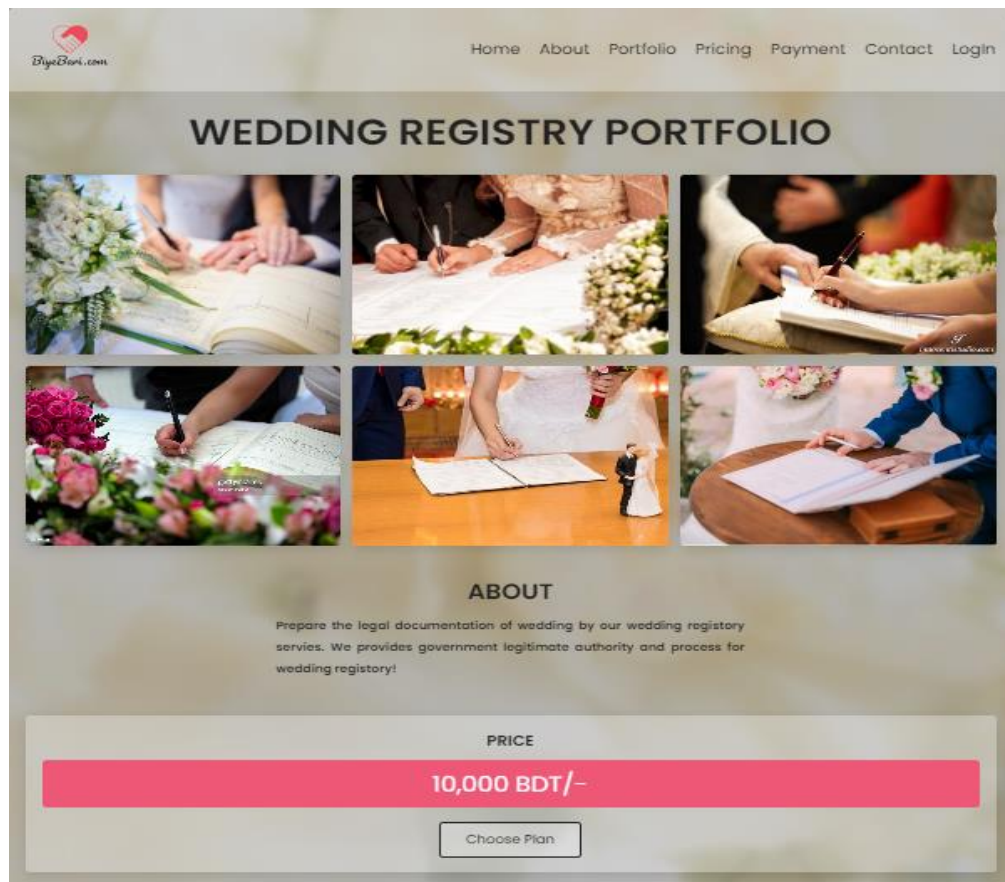 BiyeBari.com
Home About Portfolio Pricing Payment Contact LogIn
WEDDING REGISTRY PORTFOLIO
ABOUT
Prepare the legal documentation of wedding by our wedding registory
servies. We provides government legitimate authority and process for
wedding registory!
PRICE
10,000 BDT/-
Choose Plan